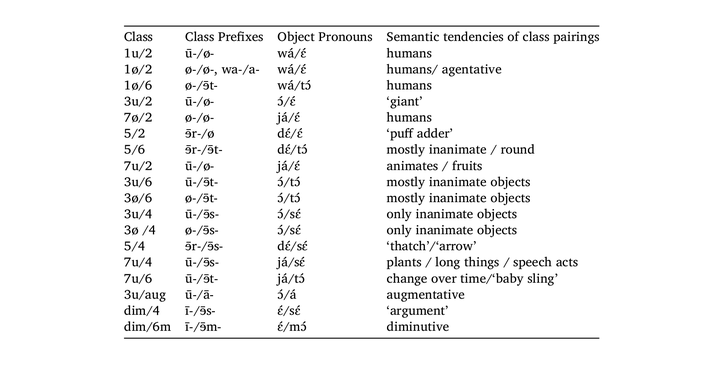 Class Class Prefixes Object Pronouns Semantic tendencies of class pairings
1u/2 ū-/ø- wá/ɛ́ humans
1ø/2 ø-/ø-, wa-/a- wá/ɛ́ humans/ agentative
1ø/6 ø-/ɘ̄t- wá/tɔ́ humans
3u/2 ū-/ø- ɔ́/ɛ́ ‘giant’
7ø/2 ø-/ø- já/ɛ́ humans
5/2 ɘ̄r-/ø dɛ́/ɛ́ ‘puff adder’
5/6 ɘ̄r-/ɘ̄t- dɛ́/tɔ́ mostly inanimate / round
7u/2 ū-/ø- já/ɛ́ animates / fruits
3u/6 ū-/ɘ̄t- ɔ́/tɔ́ mostly inanimate objects
3ø/6 ø-/ɘ̄t- ɔ́/tɔ́ mostly inanimate objects
3u/4 ū-/ɘ̄s- ɔ́/sɛ́ only inanimate objects
3ø /4 ø-/ɘ̄s- ɔ́/sɛ́ only inanimate objects
5/4 ɘ̄r-/ɘ̄s- dɛ́/sɛ́ ‘thatch’/‘arrow’
7u/4 ū-/ɘ̄s- já/sɛ́ plants / long things / speech acts
7u/6 ū-/ɘ̄t- já/tɔ́ change over time/‘baby sling’
3u/aug ū-/ā- ɔ́/á augmentative
dim/4 ī-/ɘ̄s- ɛ́/sɛ́ ‘argument’
dim/6m ī-/ɘ̄m- ɛ́/mɔ́ diminutive